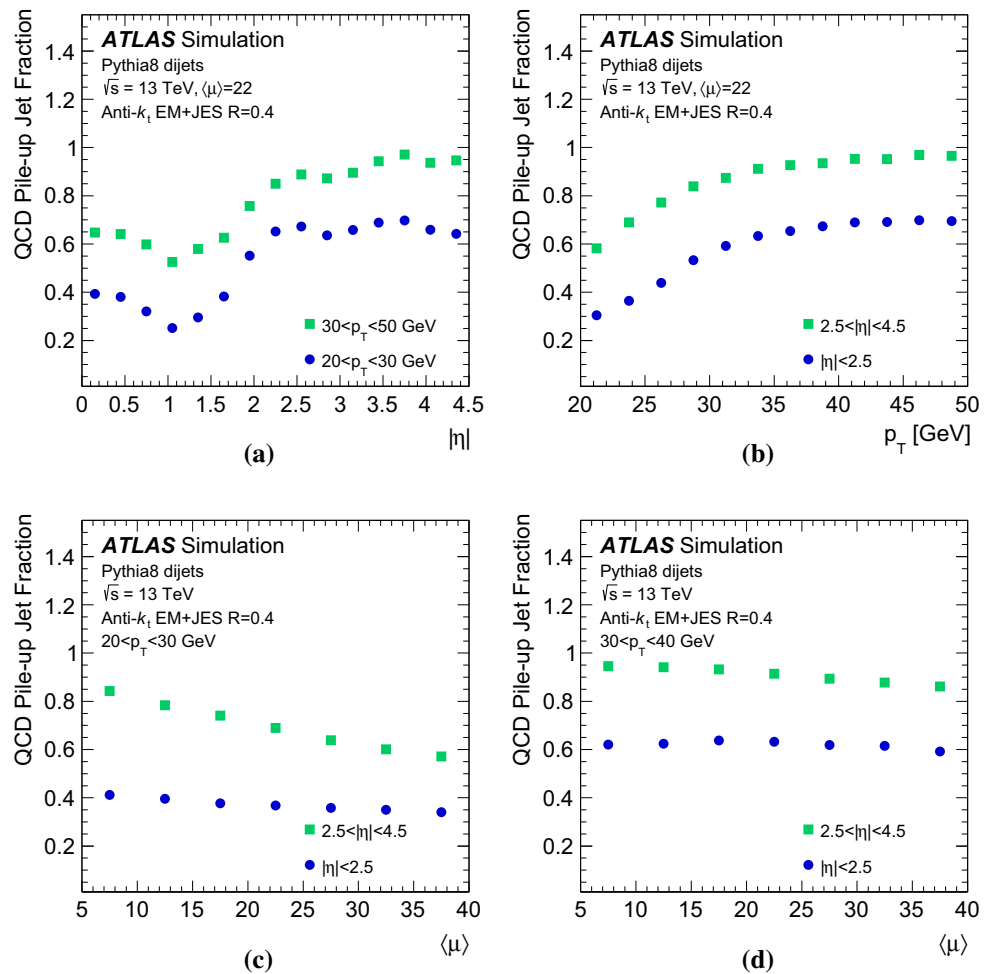 QCD Pile-up Jet Fraction
ATLAS Simulation
Pythia8 dijets
√s = 13 TeV, ⟨μ⟩=22
Anti-kt EM+JES R=0.4
1.4
1.2
1
0.8
0.6
0.4
0.2
30<pT<50 GeV
20<pT<30 GeV
0 0.5 1 1.5 2 2.5 3 3.5 4 4.5
|η|
(a)
QCD Pile-up Jet Fraction
ATLAS Simulation
Pythia8 dijets
√s = 13 TeV, ⟨μ⟩=22
Anti-kt EM+JES R=0.4
1.4
1.2
1
0.8
0.6
0.4
0.2
2.5<|η|<4.5
|η|<2.5
20 25 30 35 40 45 50
pT [GeV]
(b)
QCD Pile-up Jet Fraction
ATLAS Simulation
Pythia8 dijets
√s = 13 TeV
Anti-kt EM+JES R=0.4
20<pT<30 GeV
1.4
1.2
1
0.8
0.6
0.4
0.2
2.5<|η|<4.5
|η|<2.5
5 10 15 20 25 30 35 40
⟨μ⟩
(c)
QCD Pile-up Jet Fraction
ATLAS Simulation
Pythia8 dijets
√s = 13 TeV
Anti-kt EM+JES R=0.4
30<pT<40 GeV
1.4
1.2
1
0.8
0.6
0.4
0.2
2.5<|η|<4.5
|η|<2.5
5 10 15 20 25 30 35 40
⟨μ⟩
(d)